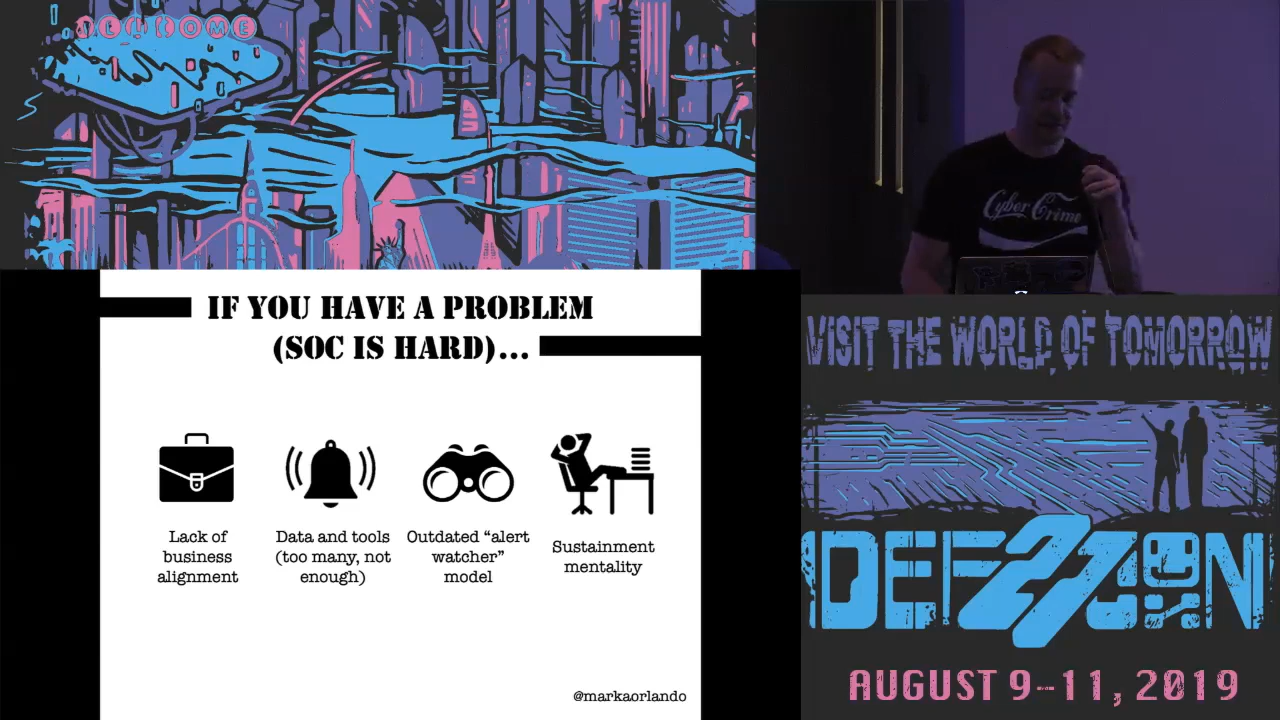 WELCOME
Cyber Crime
IF YOU HAVE A PROBLEM
(SOC IS HARD)...
Lack of
business
alignment
Data and tools
(too many, not
enough)
Outdated “alert
watcher”
model
Sustainment
mentality
@markaorlando
VISIT THE WORLD OF TOMORROW
DEF 27 CON
AUGUST 9-11, 2019